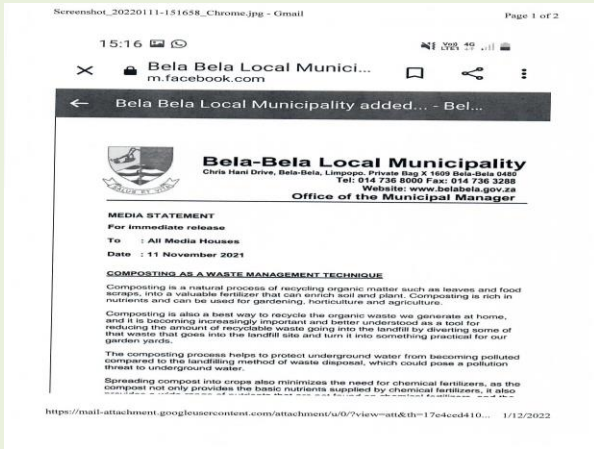 Screenshot_20220111-151658_Chrome.jpg - Gmail
Page 1 of 2
15:16
Bela Bela Local Munici...
m.facebook.com
Bela Bela Local Municipality added... - Bel...
Bela-Bela Local Municipality
Chris Hani Drive, Bela-Bela, Limpopo. Private Bag X 1609 Bela-Bela 0480
Tel: 014 736 8000 Fax: 014 736 3288
Website: www.belabela.gov.za
Office of the Municipal Manager
MEDIA STATEMENT
For immediate release
To : All Media Houses
Date : 11 November 2021
COMPOSTING AS A WASTE MANAGEMENT TECHNIQUE
Composting is a natural process of recycling organic matter such as leaves and food
scraps, into a valuable fertilizer that can enrich soil and plant. Composting is rich in
nutrients and can be used for gardening, horticulture and agriculture.
Composting is also a best way to recycle the organic waste we generate at home,
and it is becoming increasingly important and better understood as a tool for
reducing the amount of recyclable waste going into the landfill by diverting some of
that waste that goes into the landfill site and turn it into something practical for our
garden yards.
The composting process helps to protect underground water from becoming polluted
compared to the landfilling method of waste disposal, which could pose a pollution
threat to underground water.
Spreading compost into crops also minimizes the need for chemical fertilizers, as the
compost not only provides the basic nutrients supplied by chemical fertilizers, it also
https://mail-attachment.googleusercontent.com/attachment/u/0/?view=att&th=17e4ced410...
1/12/2022